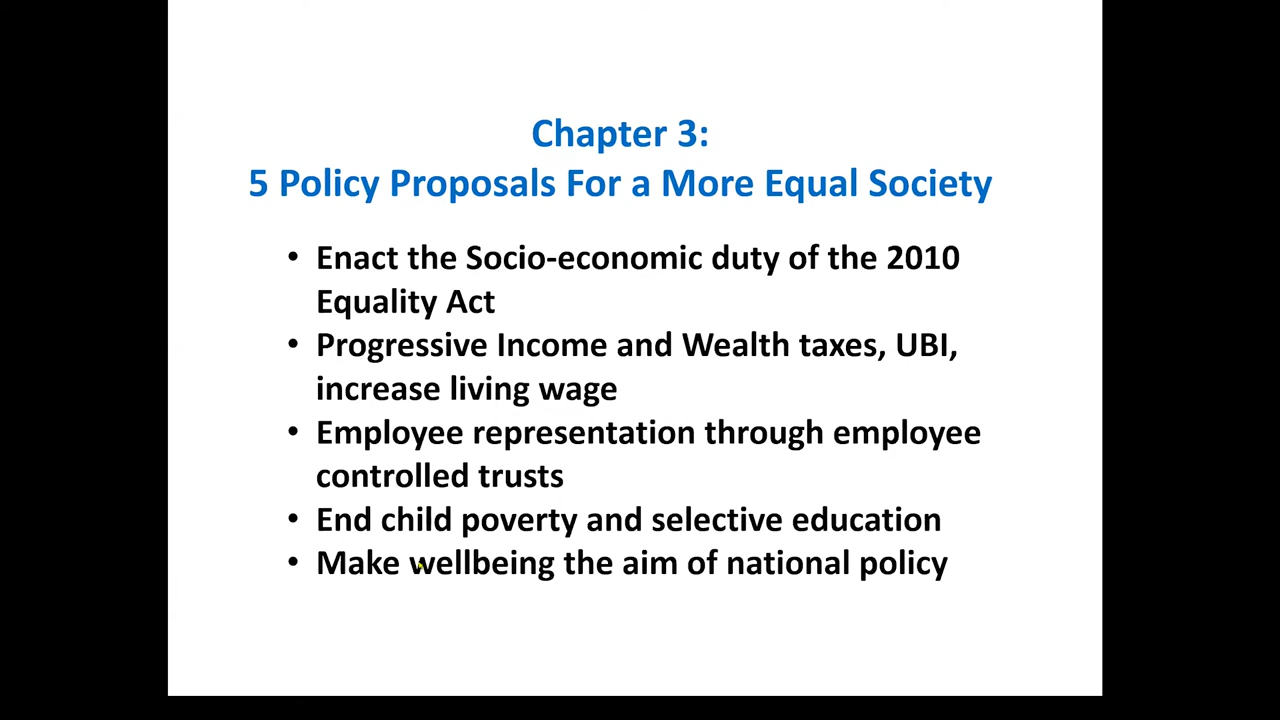 Chapter 3:
5 Policy Proposals For a More Equal Society
• Enact the Socio-economic duty of the 2010
Equality Act
• Progressive Income and Wealth taxes, UBI,
increase living wage
• Employee representation through employee
controlled trusts
• End child poverty and selective education
• Make wellbeing the aim of national policy